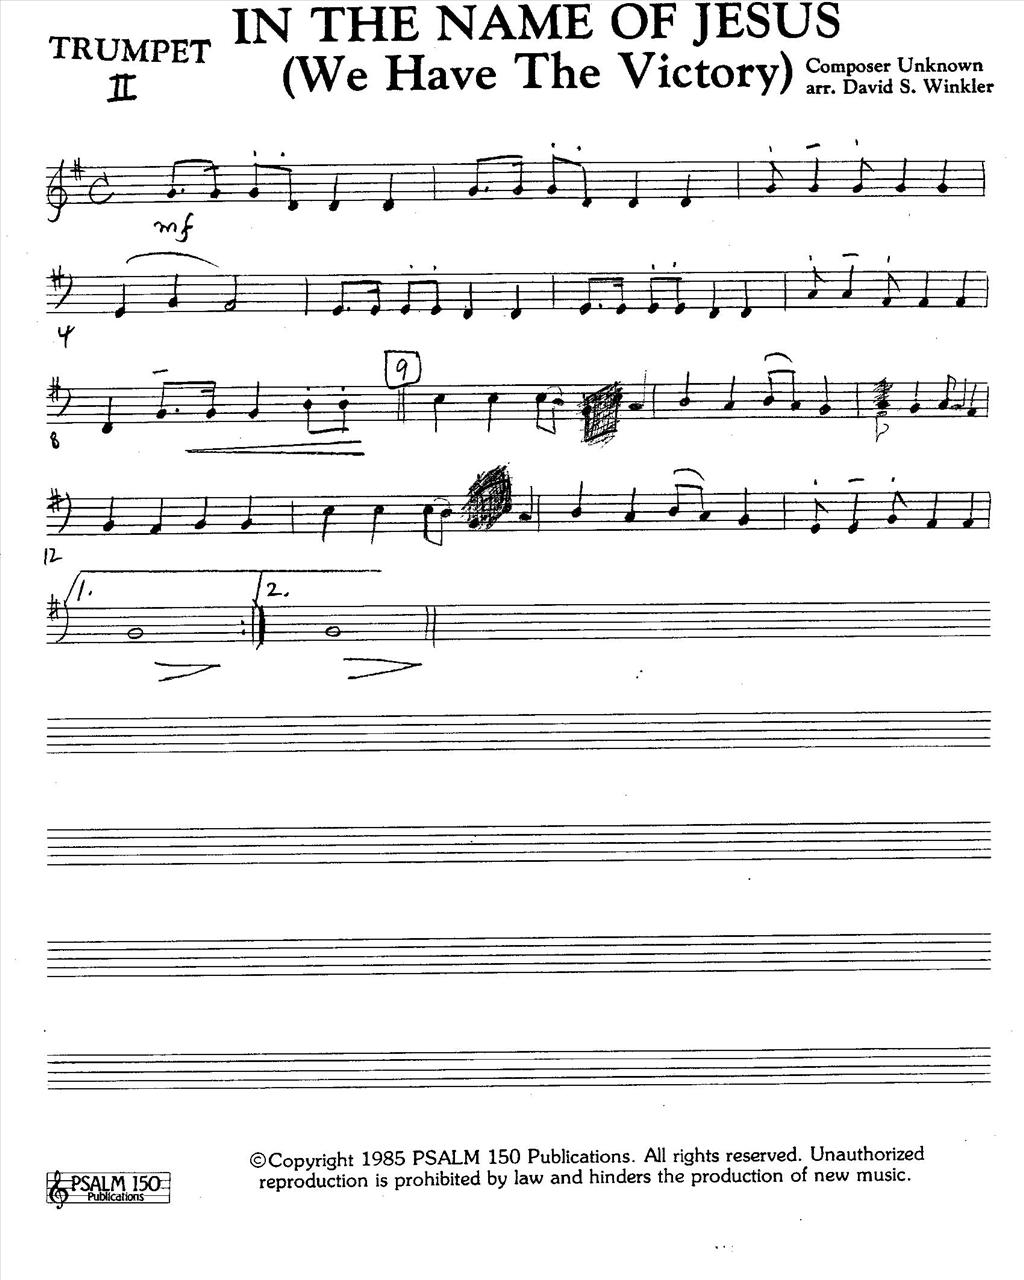 IN THE NAME OF JESUS
TRUMPET
II
(We Have The Victory)
Composer Unknown
arr. David S. Winkler
mf
4
9
8
12
1.
2.
©Copyright 1985 PSALM 150 Publications. All rights reserved. Unauthorized
reproduction is prohibited by law and hinders the production of new music.
PSALM 150
Publications